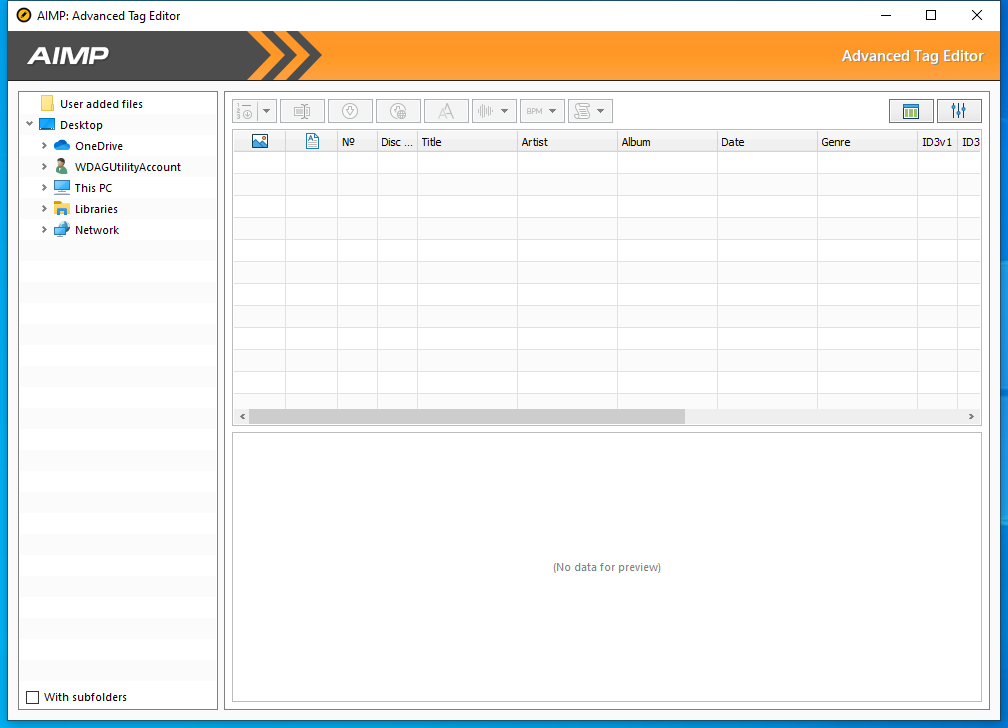 AIMP: Advanced Tag Editor
AIMP
Advanced Tag Editor
User added files
Desktop
OneDrive
WDAGUtilityAccount
This PC
Libraries
Network
With subfolders
BPM
№ Disc ... Title Artist Album Date Genre ID3v1 ID3
(No data for preview)